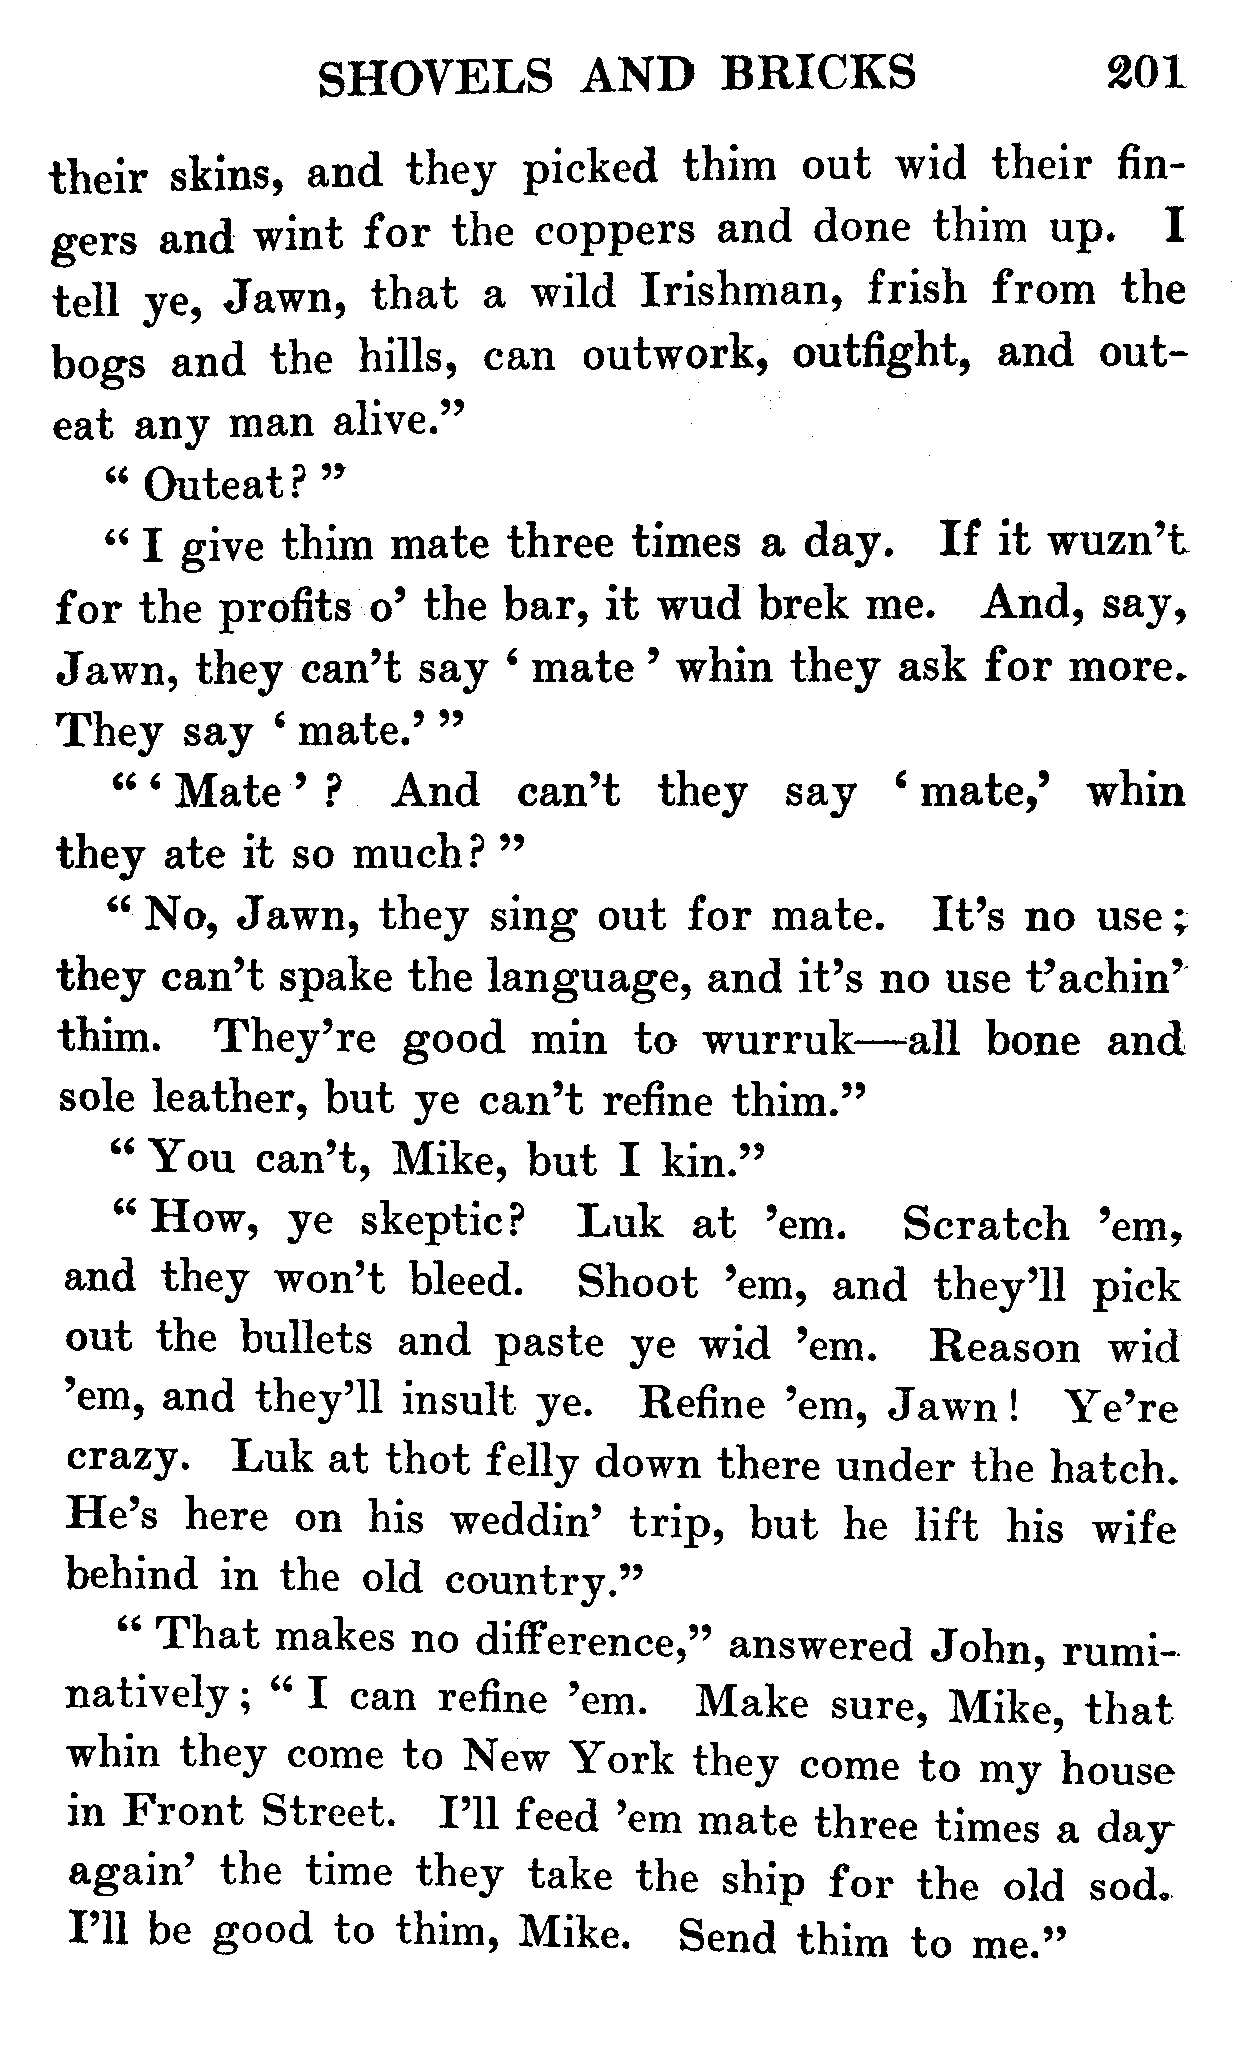 SHOVELS AND BRICKS 201
their skins, and they picked thim out wid their fin-
gers and wint for the coppers and done thim up. I
tell ye, Jawn, that a wild Irishman, frish from the
bogs and the hills, can outwork, outfight, and out-
eat any man alive.”
“ Outeat? ”
“ I give thim mate three times a day. If it wuzn’t
for the profits o’ the bar, it wud brek me. And, say,
Jawn, they can’t say ‘ mate ’ whin they ask for more.
They say ‘ mate.’ ”
“ ‘ Mate ’ ? And can’t they say ‘ mate,’ whin
they ate it so much? ”
“ No, Jawn, they sing out for mate. It’s no use ;
they can’t spake the language, and it’s no use t’achin’
thim. They’re good min to wurruk—all bone and
sole leather, but ye can’t refine thim.”
“ You can’t, Mike, but I kin.”
“ How, ye skeptic? Luk at ’em. Scratch ’em,
and they won’t bleed. Shoot ’em, and they’ll pick
out the bullets and paste ye wid ’em. Reason wid
’em, and they’ll insult ye. Refine ’em, Jawn ! Ye’re
crazy. Luk at thot felly down there under the hatch.
He’s here on his weddin’ trip, but he lift his wife
behind in the old country.”
“ That makes no difference,” answered John, rumi-
natively ; “ I can refine ’em. Make sure, Mike, that
whin they come to New York they come to my house
in Front Street. I’ll feed ’em mate three times a day
again’ the time they take the ship for the old sod.
I’ll be good to thim, Mike. Send thim to me.”